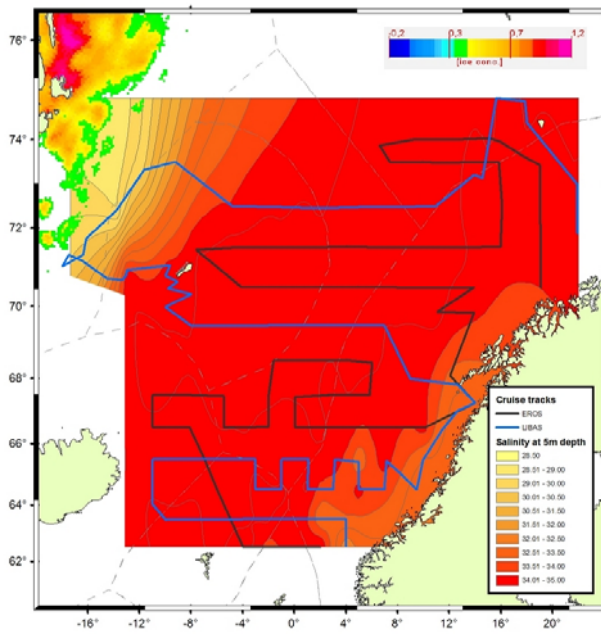 76°
74°
72°
70°
68°
66°
64°
62°
-0,2 0,3 0,7 1,2
[ice conc.]
Cruise tracks
EROS
LIBAS
Salinity at 5m depth
28.50
28.51 - 29.00
29.01 - 30.00
30.01 - 30.50
30.51 - 31.50
31.51 - 32.00
32.01 - 32.50
32.51 - 33.50
33.51 - 34.00
34.01 - 35.00
-16° -12° -8° -4° 0° 4° 8° 12° 16° 20°